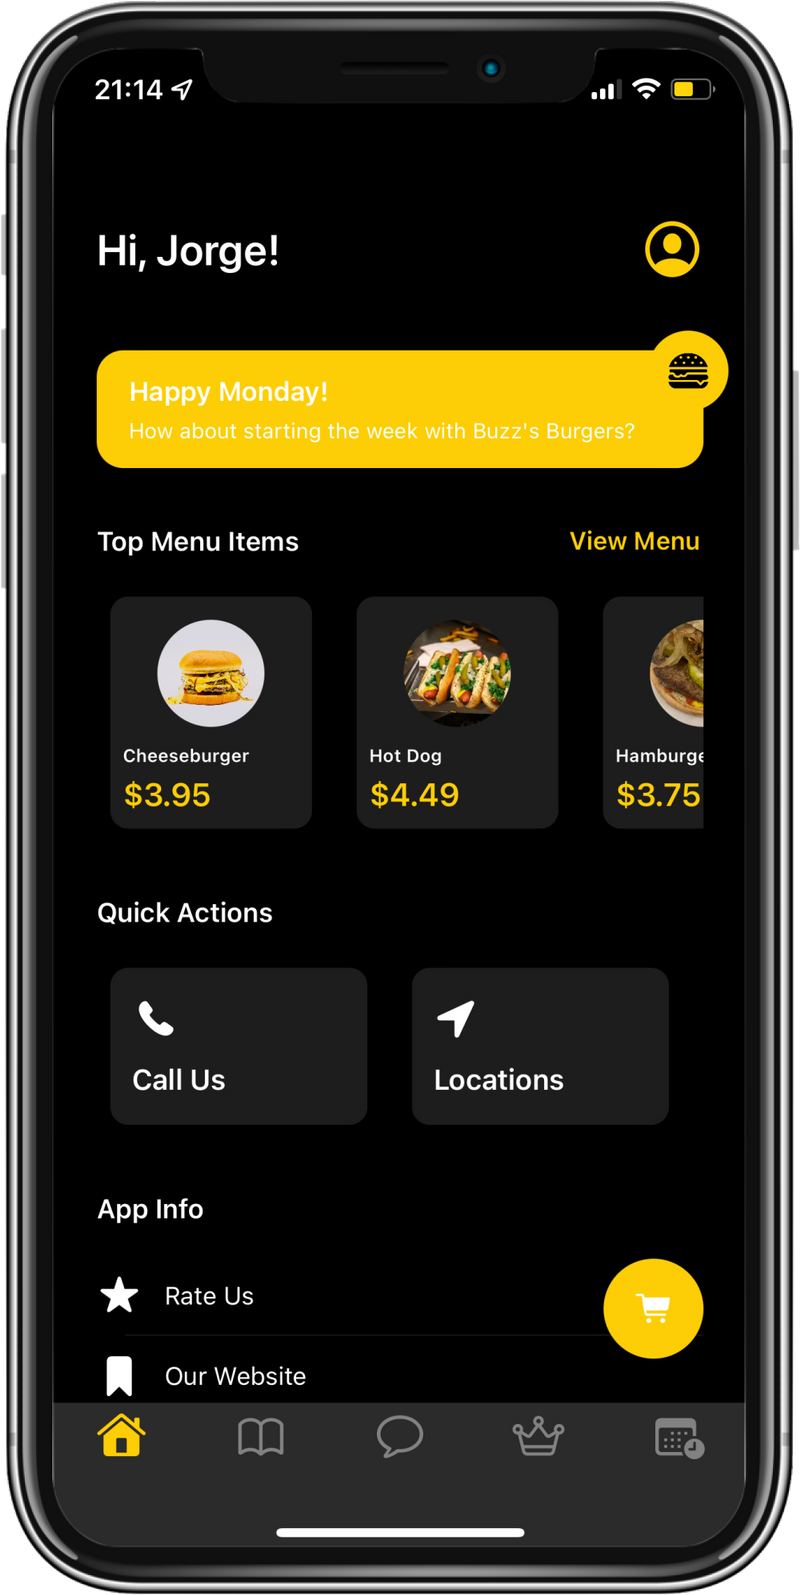 21:14
Hi, Jorge!
Happy Monday!
How about starting the week with Buzz's Burgers?
Top Menu Items
View Menu
Cheeseburger
$3.95
Hot Dog
$4.49
Hamburge
$3.75
Quick Actions
Call Us
Locations
App Info
Rate Us
Our Website